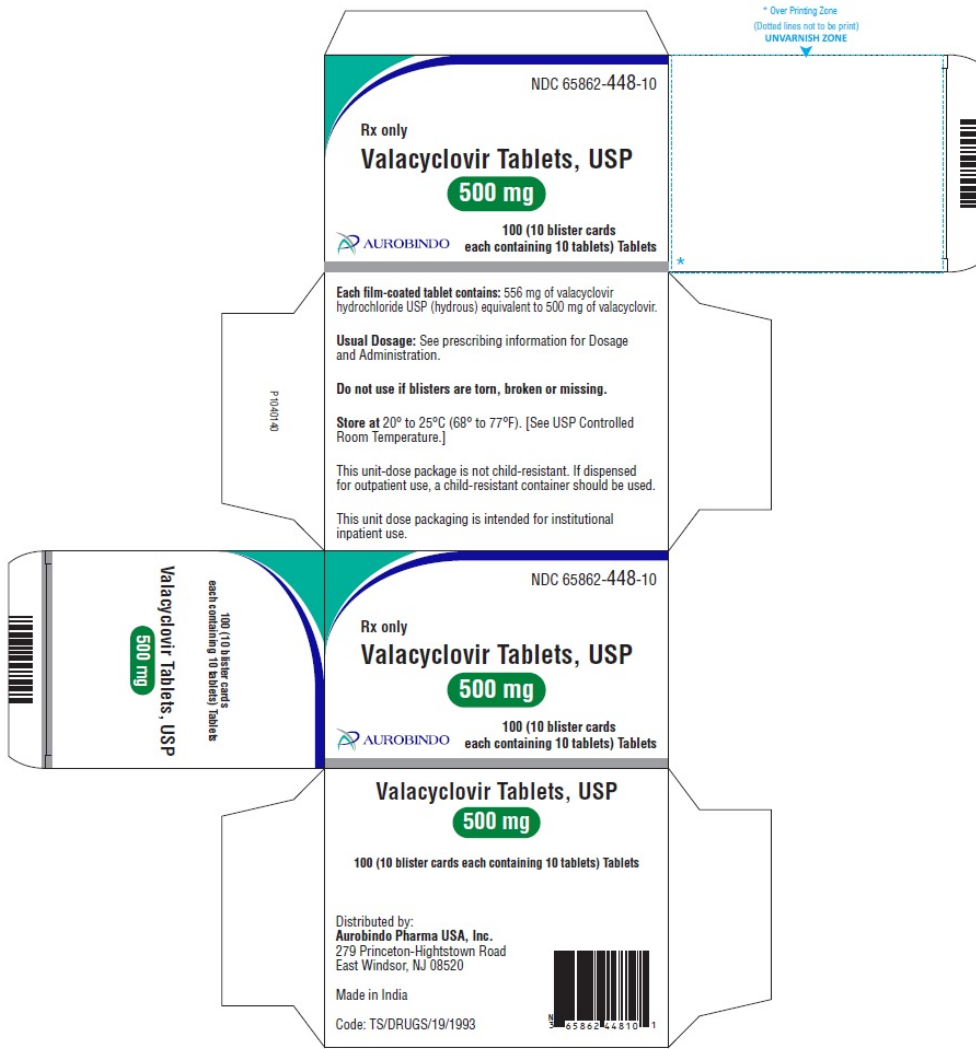 * Over Printing Zone
(Dotted lines not to be print)
UNVARNISH ZONE
NDC 65862-448-10
Rx only
Valacyclovir Tablets, USP
500 mg
AUROBINDO
100 (10 blister cards
each containing 10 tablets) Tablets
*
Each film-coated tablet contains: 556 mg of valacyclovir
hydrochloride USP (hydrous) equivalent to 500 mg of valacyclovir.
Usual Dosage: See prescribing information for Dosage
and Administration.
Do not use if blisters are torn, broken or missing.
Store at 20° to 25°C (68° to 77°F). [See USP Controlled
Room Temperature.]
This unit-dose package is not child-resistant. If dispensed
for outpatient use, a child-resistant container should be used.
This unit dose packaging is intended for institutional
inpatient use.
P1040140
100 (10 blister cards
each containing 10 tablets) Tablets
Valacyclovir Tablets, USP
500 mg
NDC 65862-448-10
Rx only
Valacyclovir Tablets, USP
500 mg
AUROBINDO
100 (10 blister cards
each containing 10 tablets) Tablets
Valacyclovir Tablets, USP
500 mg
100 (10 blister cards each containing 10 tablets) Tablets
Distributed by:
Aurobindo Pharma USA, Inc.
279 Princeton-Hightstown Road
East Windsor, NJ 08520
Made in India
Code: TS/DRUGS/19/1993
N
3 65862 44810 1